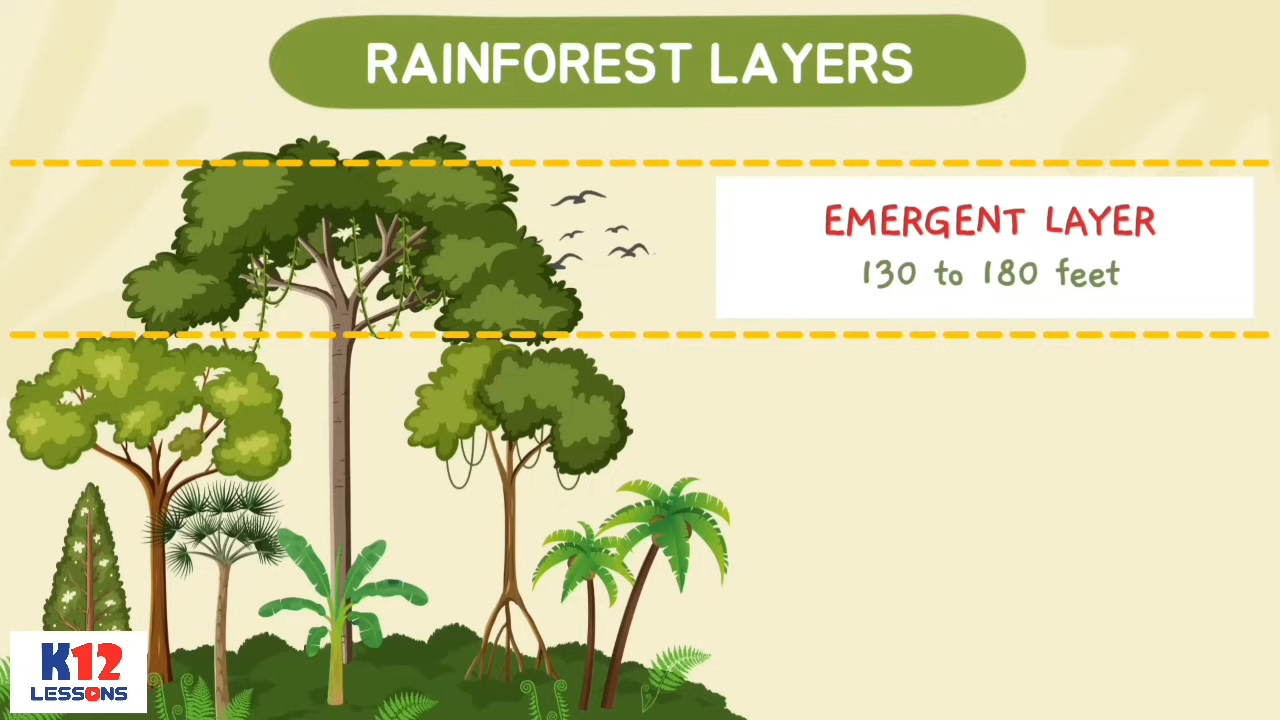 RAINFOREST LAYERS
EMERGENT LAYER
130 to 180 feet
K12
LESSONS